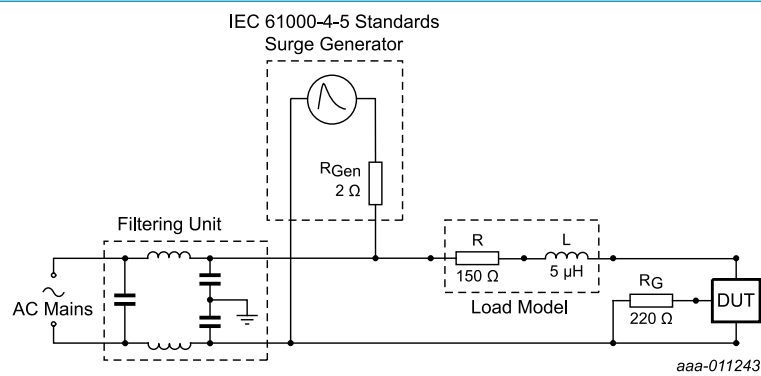 IEC 61000-4-5 Standards
Surge Generator
RGen
2 Ω
Filtering Unit
AC Mains
R
150 Ω
L
5 µH
Load Model
RG
220 Ω
DUT
aaa-011243